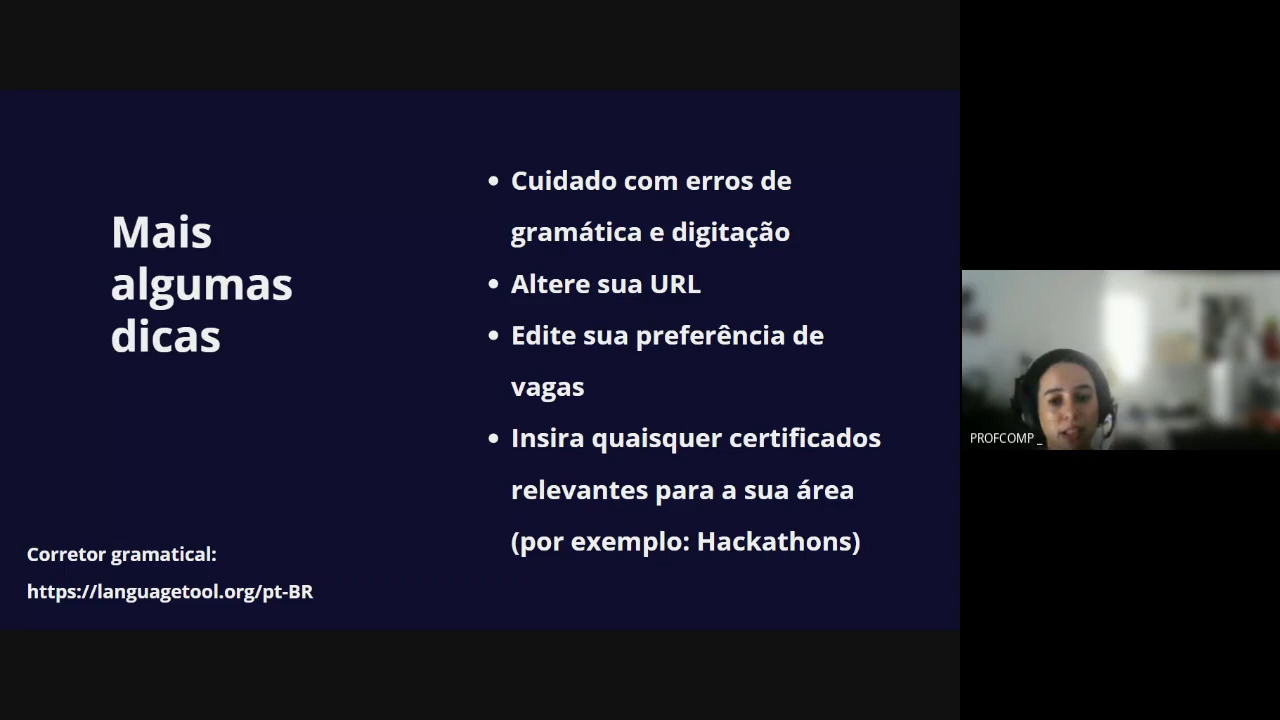 Mais
algumas
dicas
Cuidado com erros de
gramática e digitação
Altere sua URL
Edite sua preferência de
vagas
Insira quaisquer certificados
relevantes para a sua área
(por exemplo: Hackathons)
Corretor gramatical:
https://languagetool.org/pt-BR
PROFCOMP _